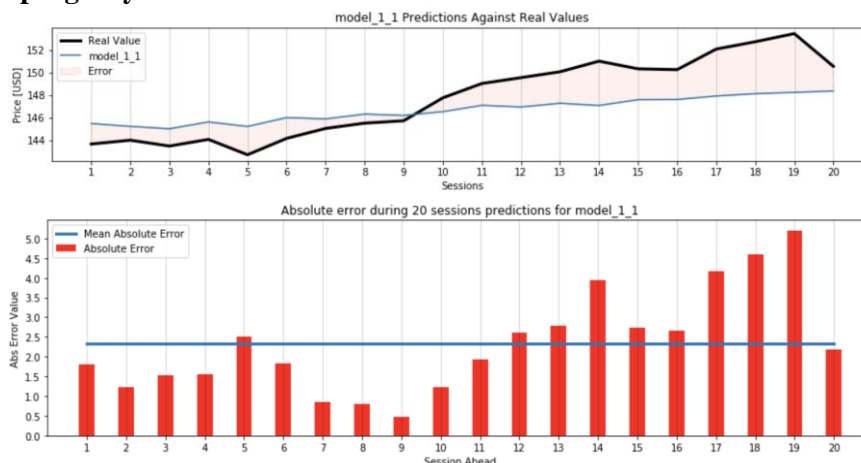 model_1_1 Predictions Against Real Values
Real Value
model_1_1
Error
Price [USD]
152
150
148
146
144
1 2 3 4 5 6 7 8 9 10 11 12 13 14 15 16 17 18 19 20
Sessions
Absolute error during 20 sessions predictions for model_1_1
Mean Absolute Error
Absolute Error
Abs Error Value
5.0
4.5
4.0
3.5
3.0
2.5
2.0
1.5
1.0
0.5
0.0
1 2 3 4 5 6 7 8 9 10 11 12 13 14 15 16 17 18 19 20
Session Ahead